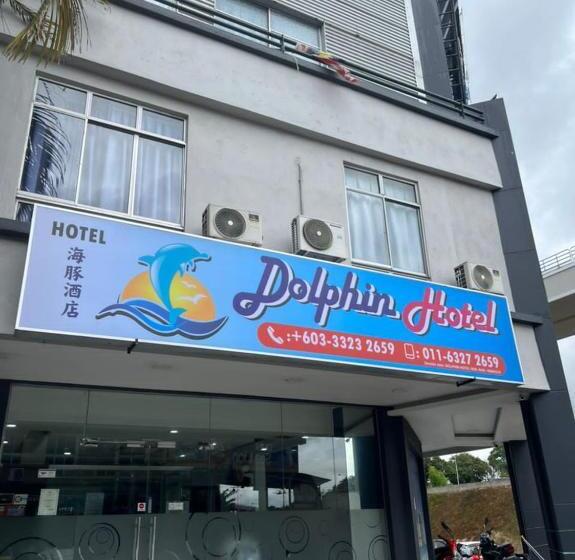 HOTEL
海豚酒店
Dolphin Hotel
:+603-3323 2659
: 011-6327 2659